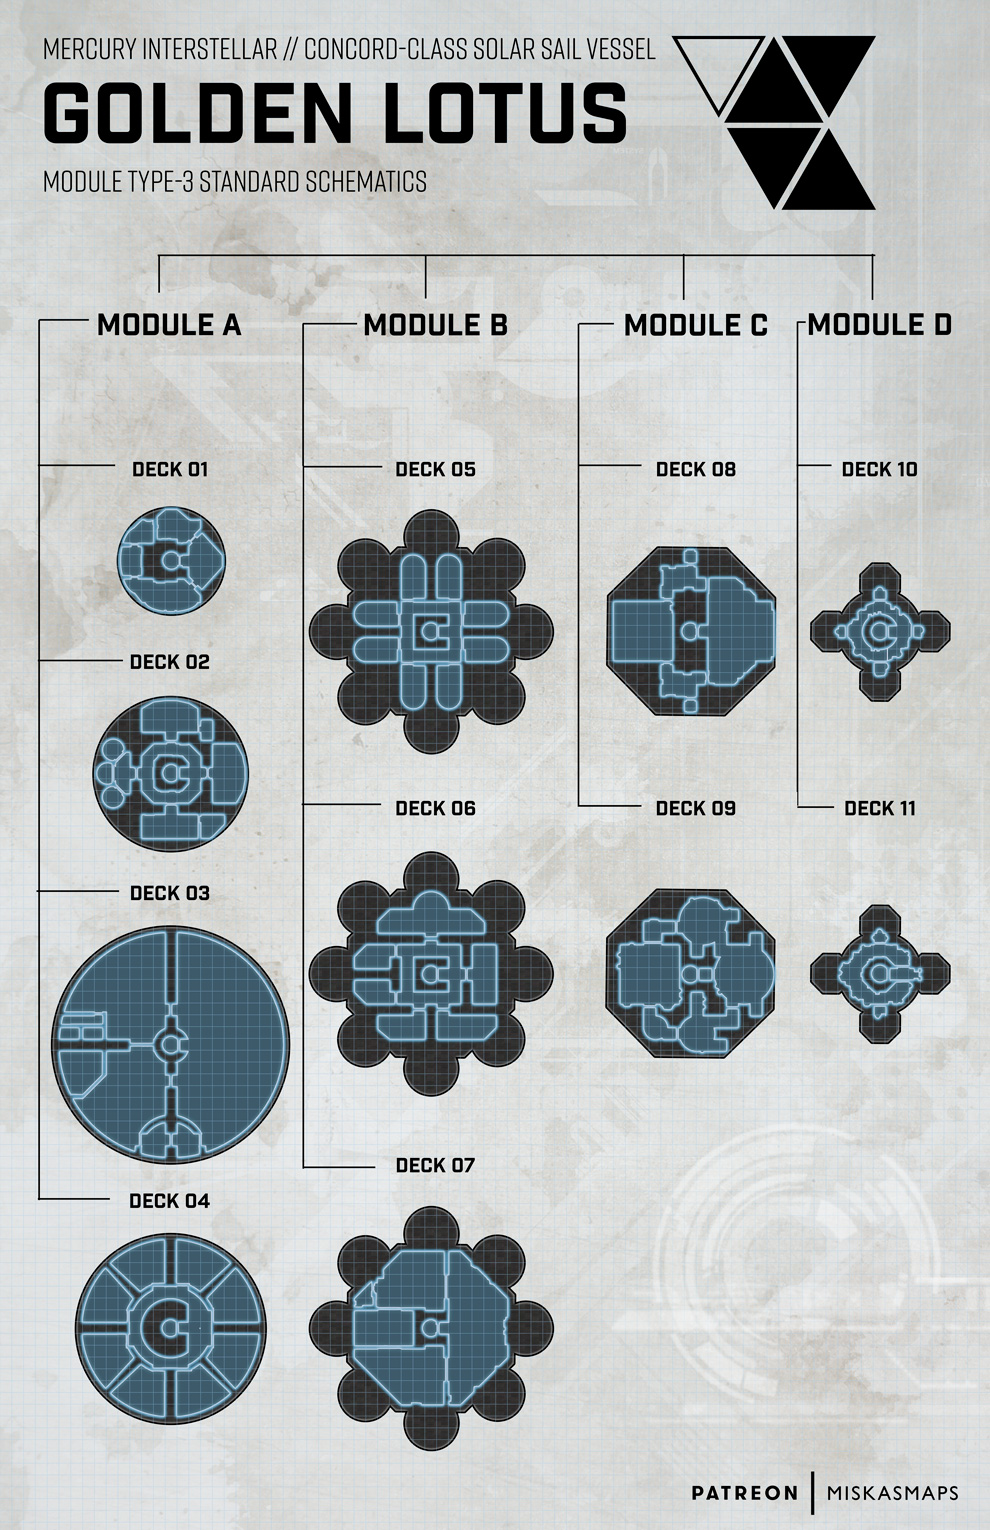 MERCURY INTERSTELLAR // CONCORD-CLASS SOLAR SAIL VESSEL
GOLDEN LOTUS
MODULE TYPE-3 STANDARD SCHEMATICS
MODULE A
MODULE B
MODULE C
MODULE D
DECK 01
DECK 05
DECK 08
DECK 10
DECK 02
DECK 06
DECK 09
DECK 11
DECK 03
DECK 07
DECK 04
PATREON | MISKASMAPS